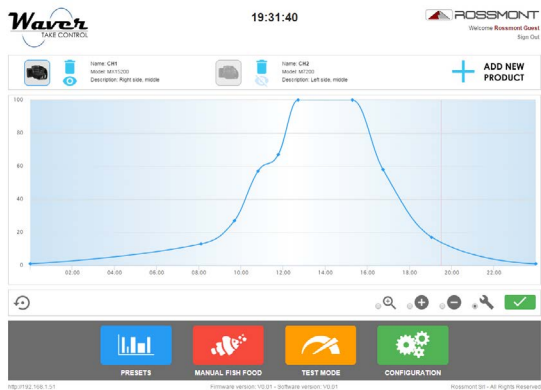 Waver
TAKE CONTROL
19:31:40
ROSSMONT
Welcome Rossmont Guest
Sign Out
Name: CH1
Model: MX15200
Description: Right side, middle
Name: CH2
Model: M7200
Description: Left side, middle
ADD NEW
PRODUCT
100
80
60
40
20
0
02.00 04.00 06.00 08.00 10.00 12.00 14.00 16.00 18.00 20.00 22.00
PRESETS
MANUAL FISH FOOD
TEST MODE
CONFIGURATION
http://192.168.1.51
Firmware version: V0.01 - Software version: V0.01
Rossmont Srl - All Rights Reserved